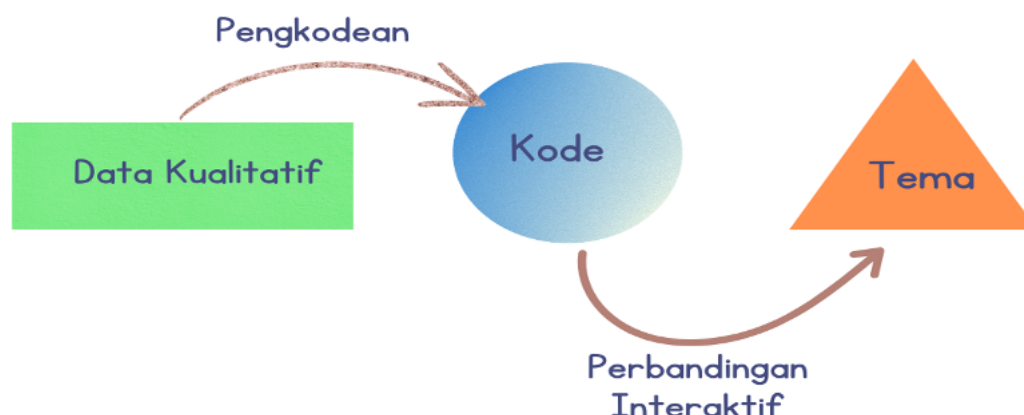 Pengkodean
Data Kualitatif
Kode
Tema
Perbandingan
Interaktif